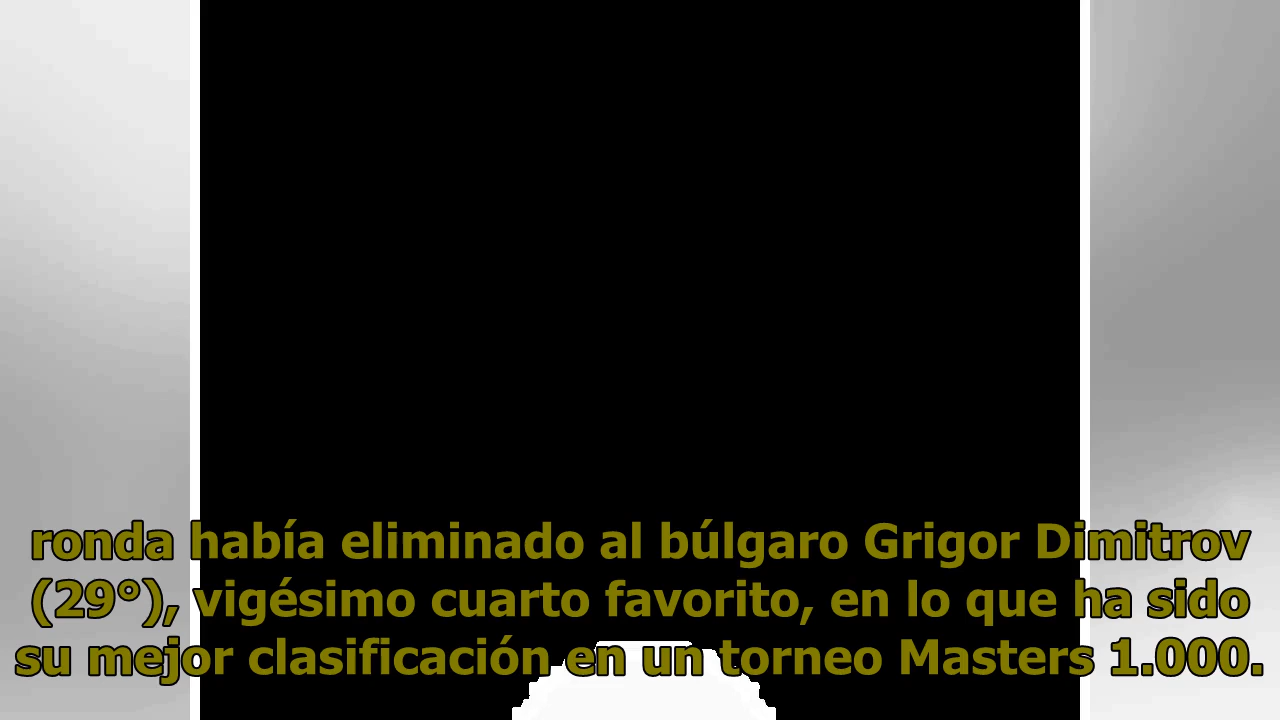 ronda había eliminado al búlgaro Grigor Dimitrov
(29°), vigésimo cuarto favorito, en lo que ha sido
su mejor clasificación en un torneo Masters 1.000.